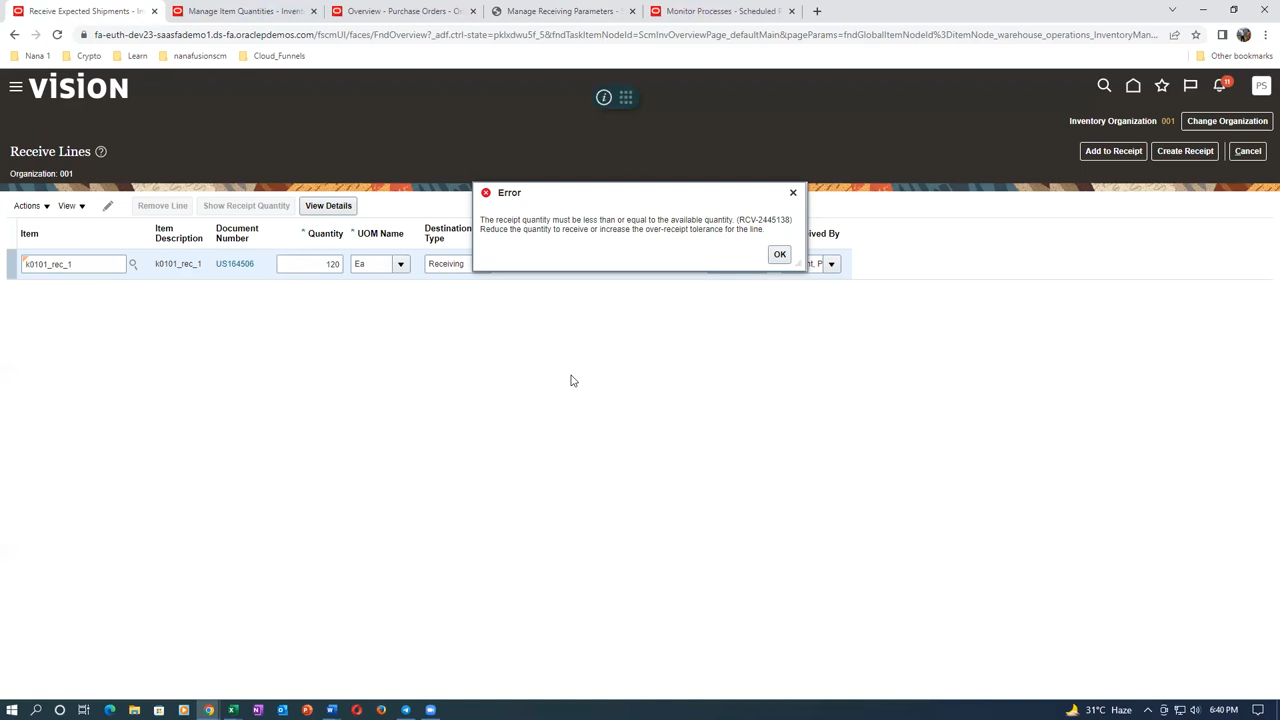 Receive Expected Shipments - In
Manage Item Quantities - Invent
Overview - Purchase Orders - Or
Manage Receiving Parameters -
Monitor Processes - Scheduled P
fa-euth-dev23-saasfademo1.ds-fa.oraclepdemos.com/fscmUI/faces/FndOverview?_adf.ctrl-state=pklxdwu5f_5&fndTaskItemNodeId=ScmInvOverviewPage_defaultMain&pageParams=fndGlobalItemNodeId%3DitemNode_warehouse_operations_InventoryMan...
Nana 1
Crypto
Learn
nanafusionscm
Cloud_Funnels
Other bookmarks
VISION
i
11
PS
Inventory Organization 001
Change Organization
Receive Lines ?
Add to Receipt
Create Receipt
Cancel
Organization: 001
Error
The receipt quantity must be less than or equal to the available quantity. (RCV-2445138)
Reduce the quantity to receive or increase the over-receipt tolerance for the line.
OK
Actions
View
Remove Line
Show Receipt Quantity
View Details
Item
Item Description
Document Number
* Quantity
* UOM Name
Destination Type
k0101_rec_1
k0101_rec_1
US164506
120
Ea
Receiving
31°C Haze
6:40 PM